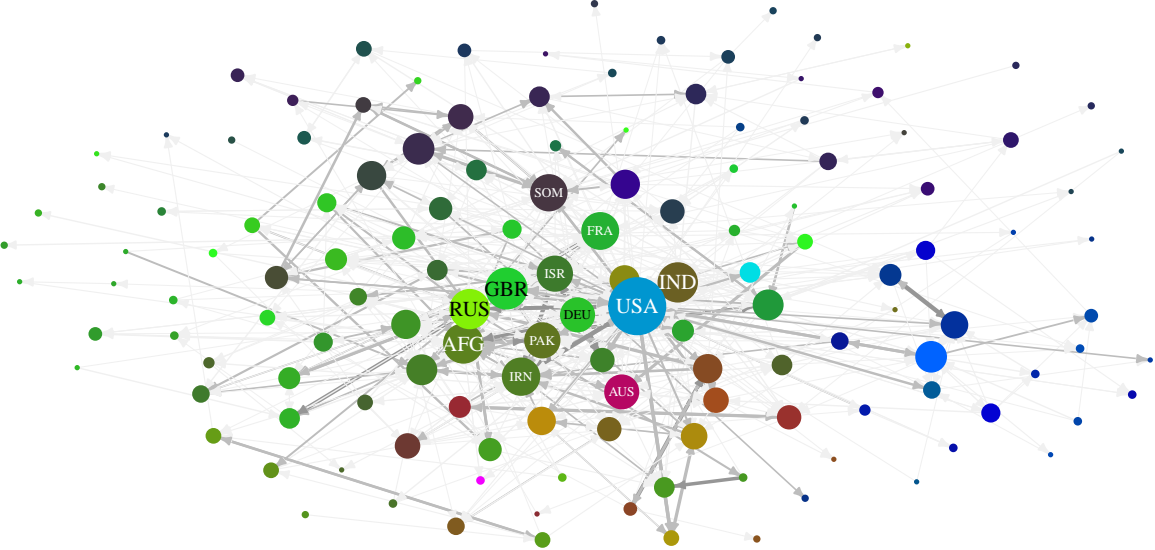 SOM
FRA
ISR
IND
GBR
USA
RUS
DEU
AFG
PAK
IRN
AUS